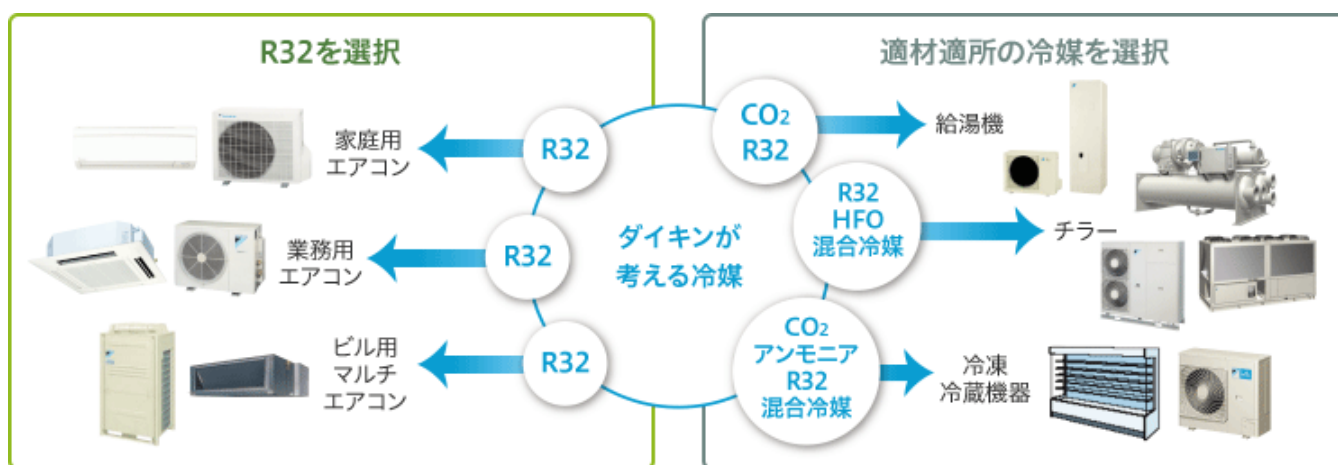 R32を選択
家庭用
エアコン
R32
業務用
エアコン
R32
ビル用
マルチ
エアコン
R32
ダイキンが
考える冷媒
適材適所の冷媒を選択
CO₂
R32
給湯機
R32
HFO
混合冷媒
チラー
CO₂
アンモニア
R32
混合冷媒
冷凍
冷蔵機器